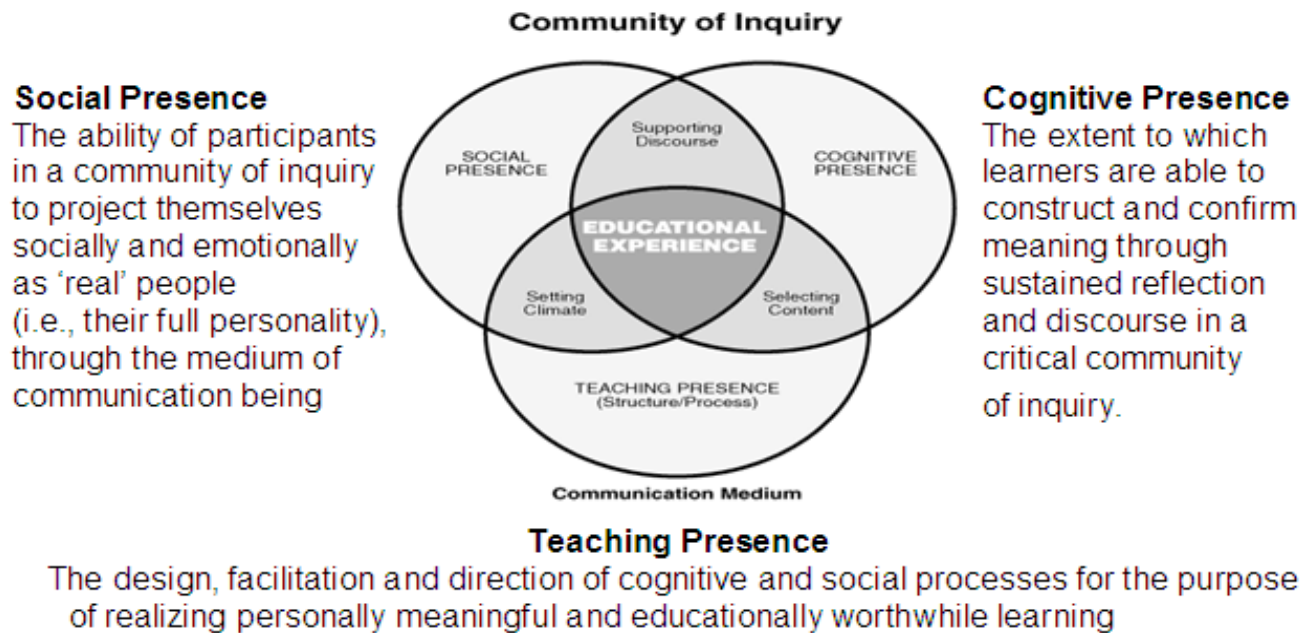 Community of Inquiry
Social Presence
The ability of participants
in a community of inquiry
to project themselves
socially and emotionally
as ‘real’ people
(i.e., their full personality),
through the medium of
communication being
Supporting
Discourse
SOCIAL
PRESENCE
COGNITIVE
PRESENCE
EDUCATIONAL
EXPERIENCE
Setting
Climate
Selecting
Content
TEACHING PRESENCE
(Structure/Process)
Communication Medium
Cognitive Presence
The extent to which
learners are able to
construct and confirm
meaning through
sustained reflection
and discourse in a
critical community
of inquiry.
Teaching Presence
The design, facilitation and direction of cognitive and social processes for the purpose
of realizing personally meaningful and educationally worthwhile learning